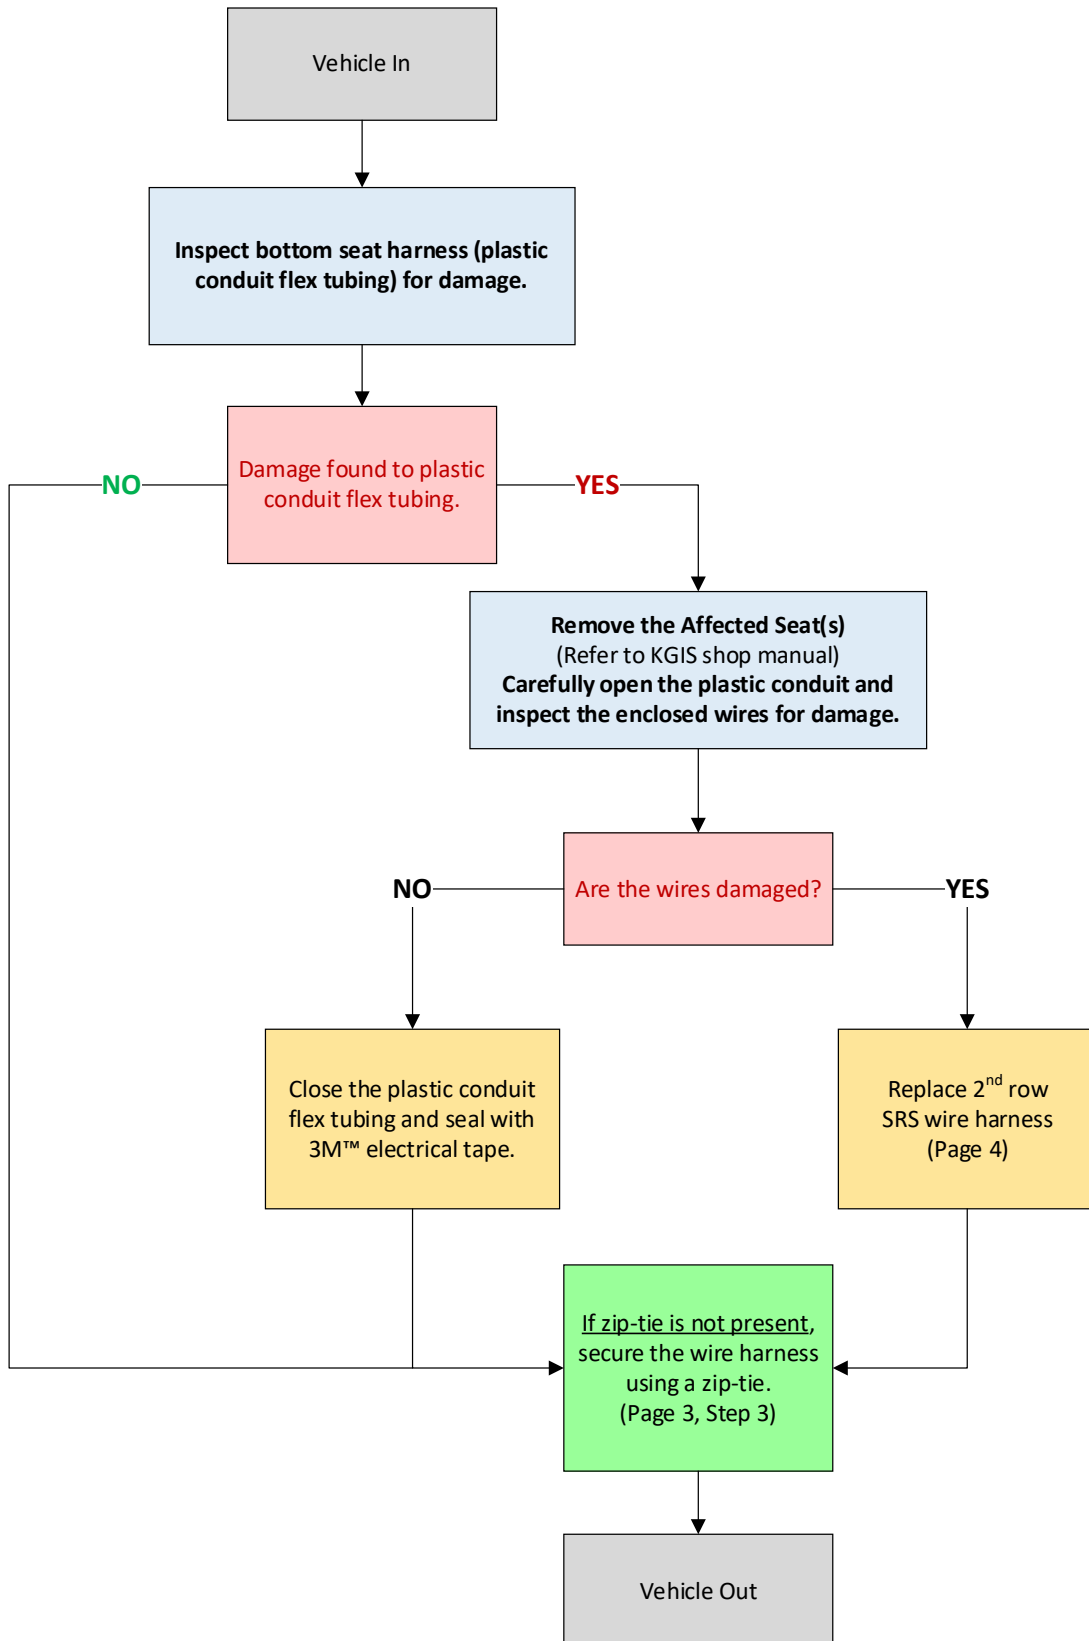 Vehicle In
Inspect bottom seat harness (plastic
conduit flex tubing) for damage.
Damage found to plastic
conduit flex tubing.
NO
YES
Remove the Affected Seat(s)
(Refer to KGIS shop manual)
Carefully open the plastic conduit and
inspect the enclosed wires for damage.
Are the wires damaged?
NO
YES
Close the plastic conduit
flex tubing and seal with
3M™ electrical tape.
Replace 2nd row
SRS wire harness
(Page 4)
If zip-tie is not present,
secure the wire harness
using a zip-tie.
(Page 3, Step 3)
Vehicle Out